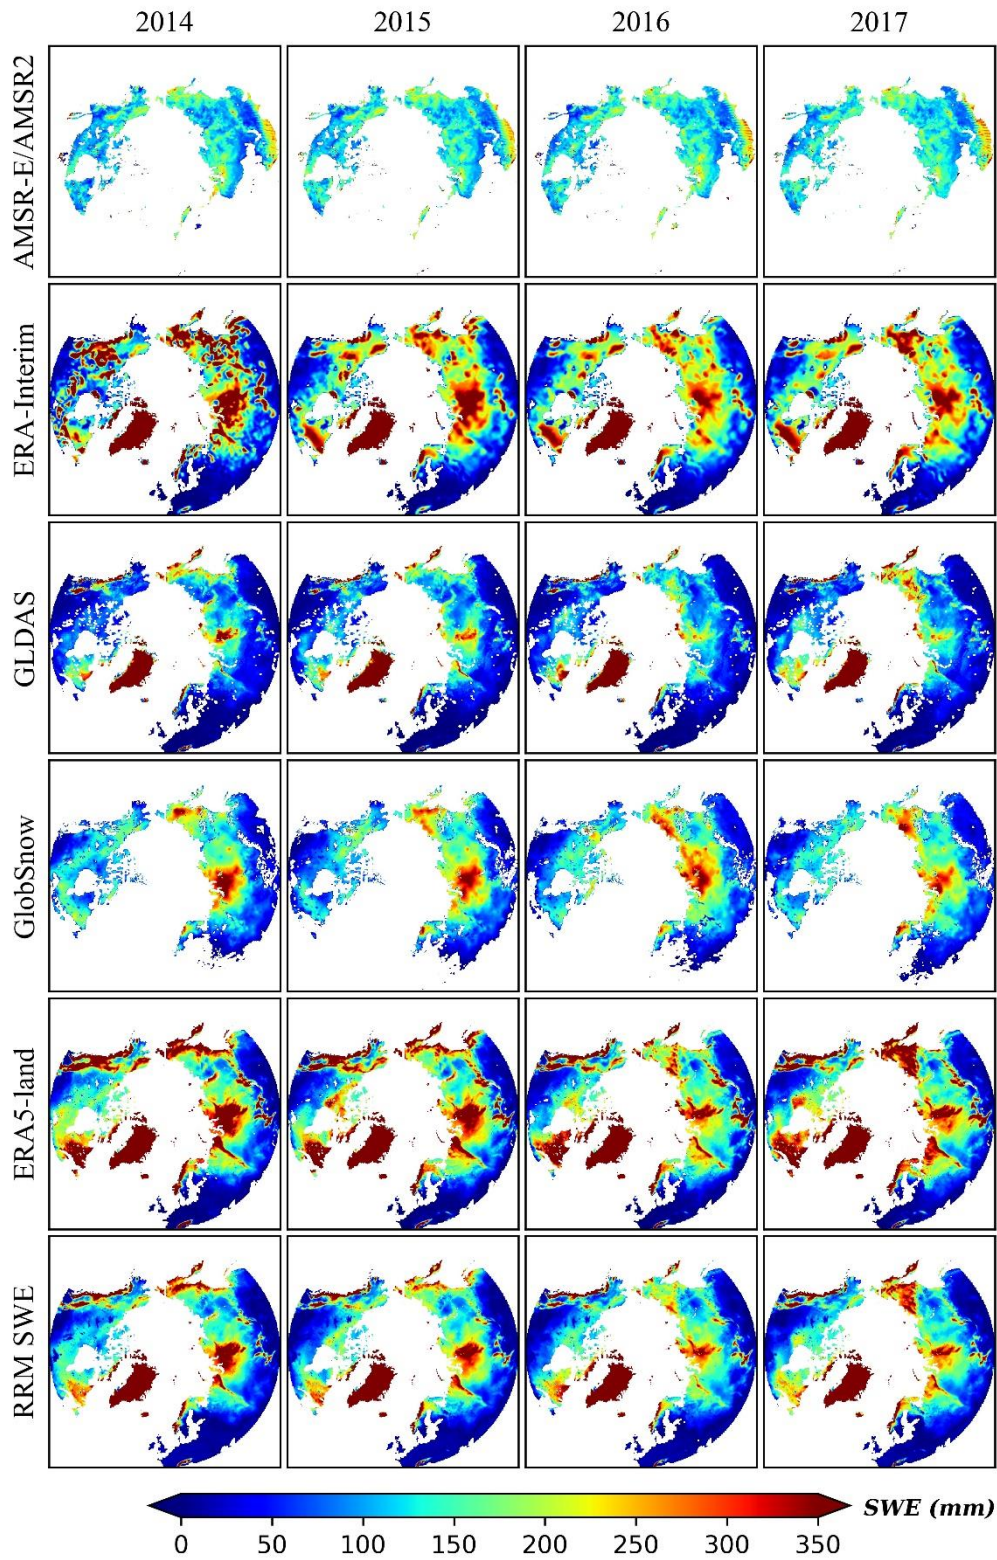 2014 2015 2016 2017
AMSR-E/AMSR2
ERA-Interim
GLDAS
GlobSnow
ERA5-land
RRM SWE
0 50 100 150 200 250 300 350 SWE (mm)